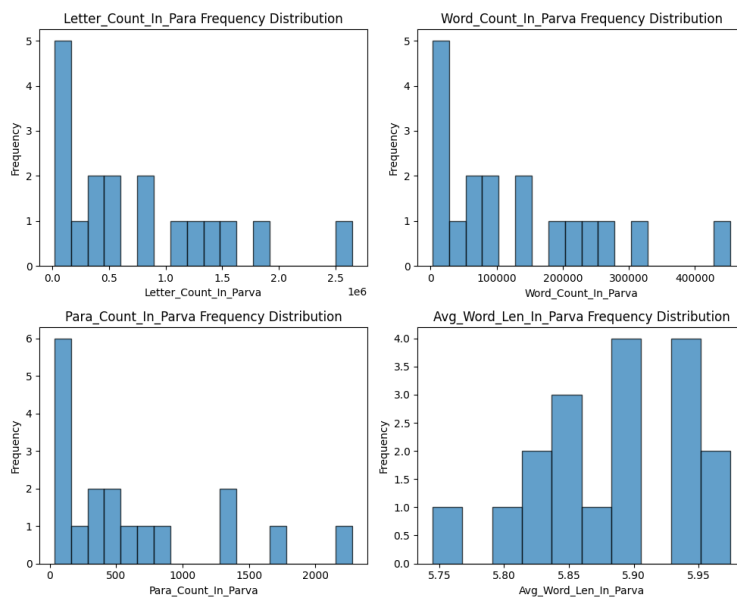 Letter_Count_In_Para Frequency Distribution
Frequency
5
4
3
2
1
0
0.0 0.5 1.0 1.5 2.0 2.5
1e6
Letter_Count_In_Parva
Word_Count_In_Parva Frequency Distribution
Frequency
5
4
3
2
1
0
0 100000 200000 300000 400000
Word_Count_In_Parva
Para_Count_In_Parva Frequency Distribution
Frequency
6
5
4
3
2
1
0
0 500 1000 1500 2000
Para_Count_In_Parva
Avg_Word_Len_In_Parva Frequency Distribution
Frequency
4.0
3.5
3.0
2.5
2.0
1.5
1.0
0.5
0.0
5.75 5.80 5.85 5.90 5.95
Avg_Word_Len_In_Parva